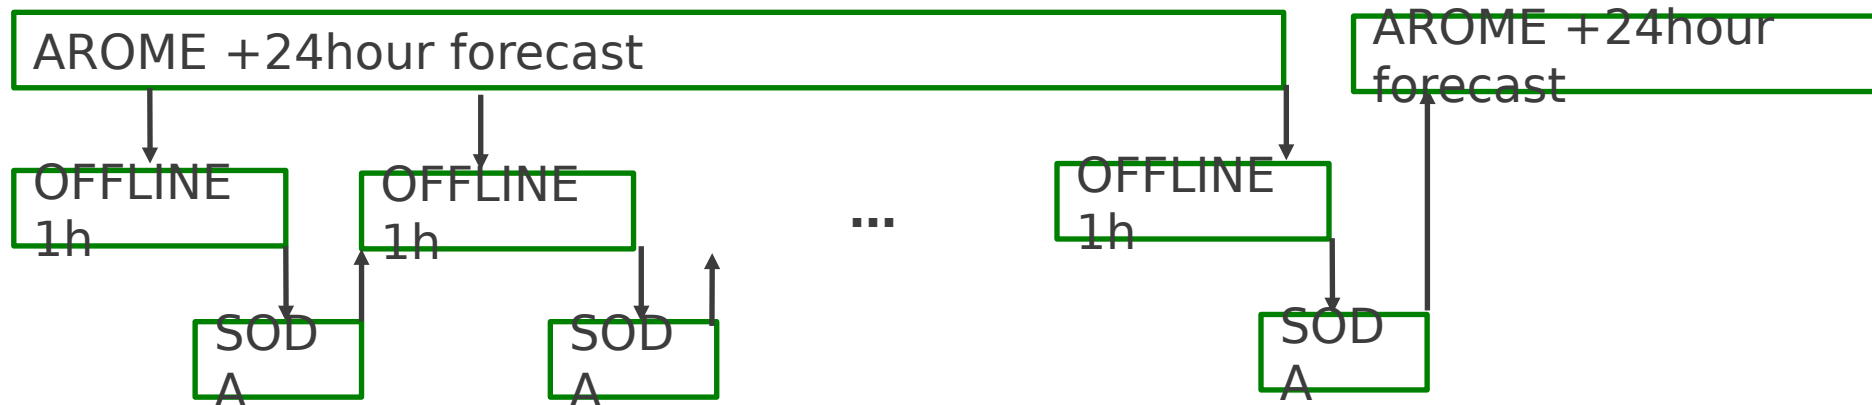 AROME +24hour forecast
AROME +24hour
forecast
OFFLINE
1h
OFFLINE
1h
...
OFFLINE
1h
SOD
A
SOD
A
SOD
A